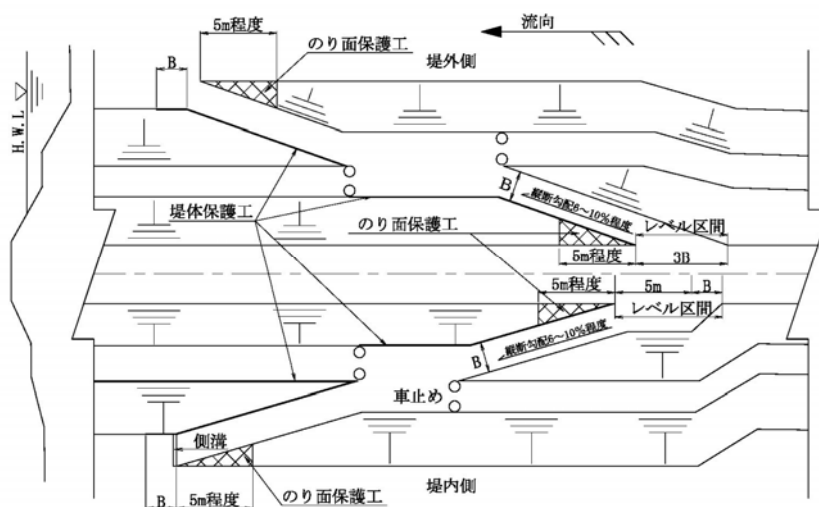 5m程度
のり面保護工
流向
B
堤外側
H.W.L
堤体保護工
B
縦断勾配6～10%程度
のり面保護工
レベル区間
5m程度
3B
5m程度
5m
B
レベル区間
縦断勾配6～10%程度
B
車止め
側溝
B
5m程度
のり面保護工
堤内側